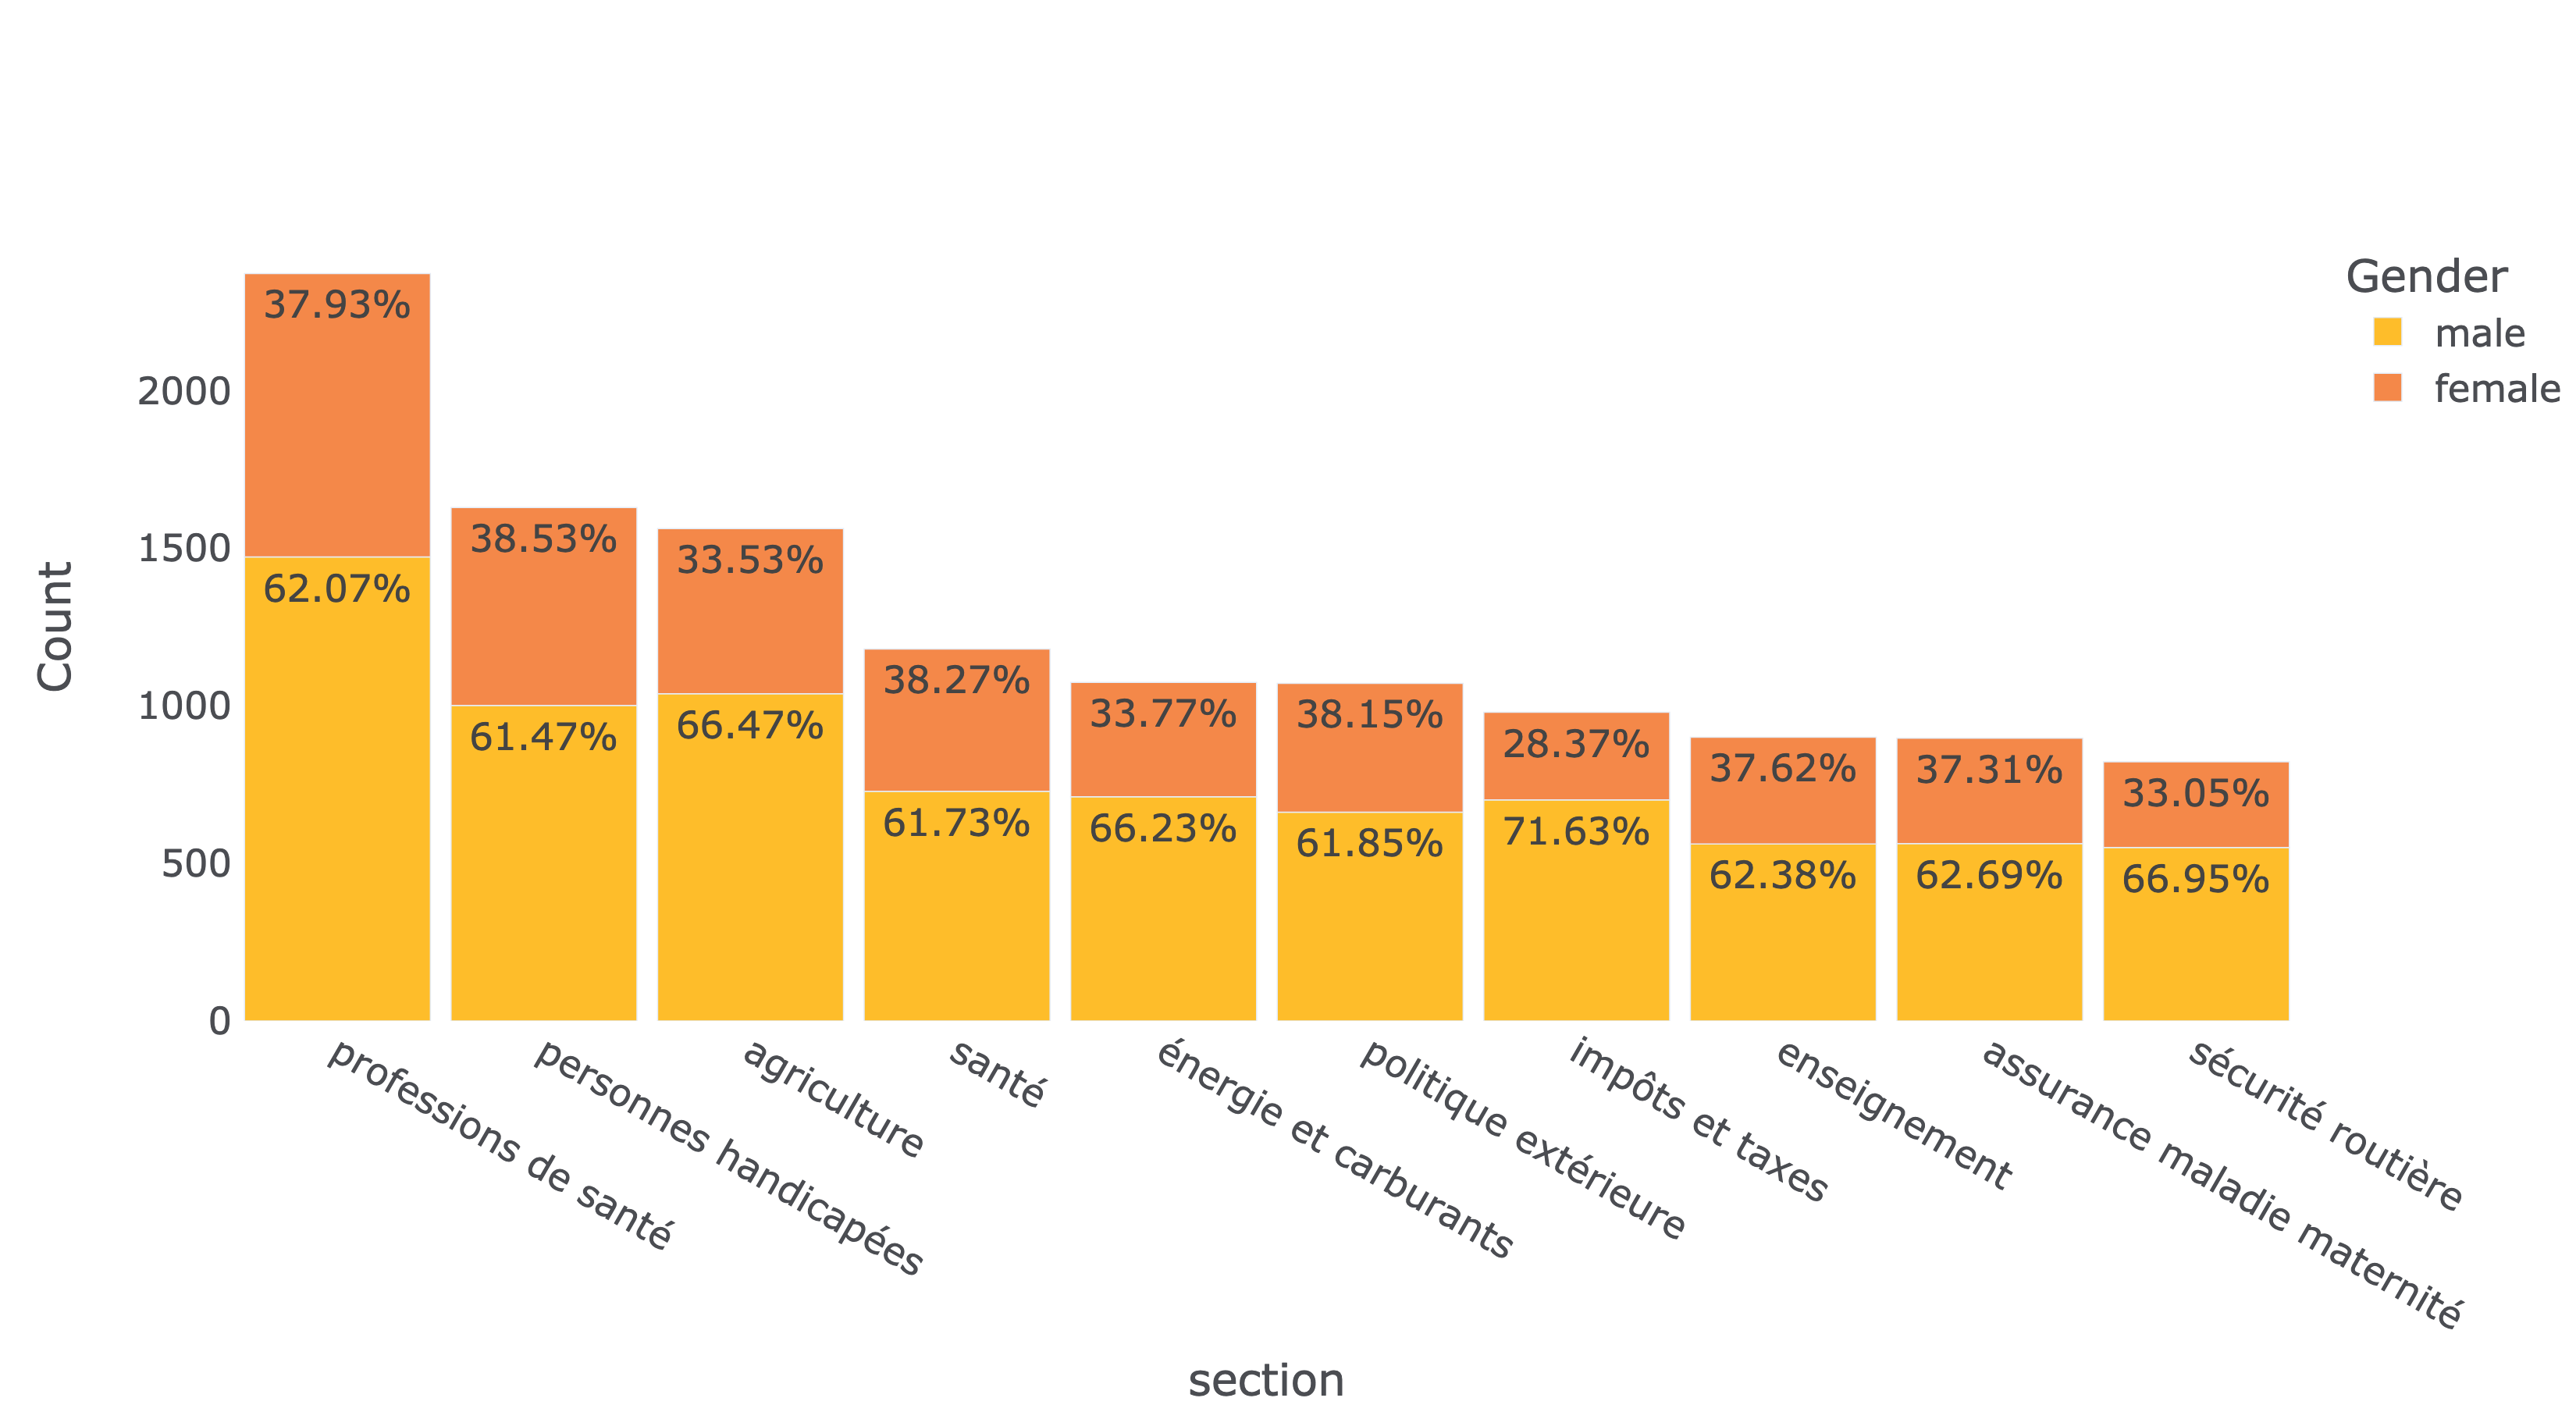 Gender
male
female
Count
2000
1500
1000
500
0
37.93%
62.07%
38.53%
61.47%
33.53%
66.47%
38.27%
61.73%
33.77%
66.23%
38.15%
61.85%
28.37%
71.63%
37.62%
62.38%
37.31%
62.69%
33.05%
66.95%
professions de santé
personnes handicapées
agriculture
santé
énergie et carburants
politique extérieure
impôts et taxes
enseignement
assurance maladie maternité
sécurité routière
section